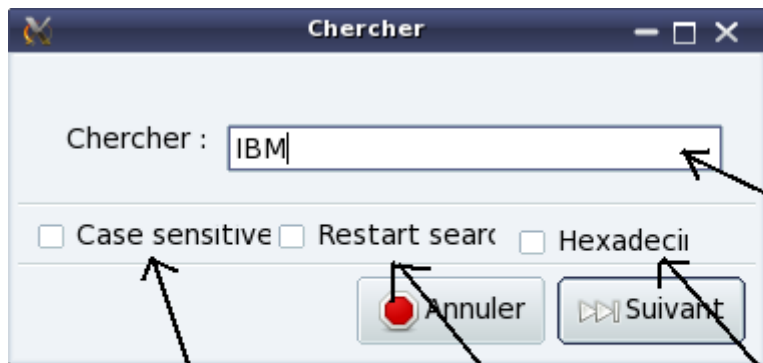 Chercher
Chercher : IBM
Case sensitive Restart searc Hexadecii
Annuler Suivant